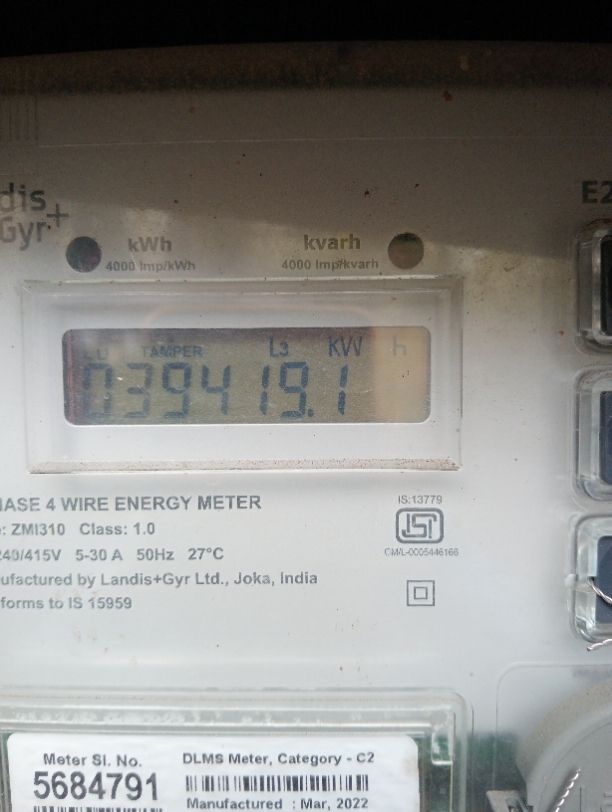 dis
Gyr+
E2
kWh
4000 Imp/kWh
kvarh
4000 Imp/kvarh
TAMPER L3 KW h
039419.1
HASE 4 WIRE ENERGY METER
: ZMI310 Class: 1.0
240/415V 5-30 A 50Hz 27°C
ufactured by Landis+Gyr Ltd., Joka, India
forms to IS 15959
IS:13779
ISI
CM/L-0005446166
Meter Sl. No.
5684791
DLMS Meter, Category - C2
Manufactured : Mar, 2022